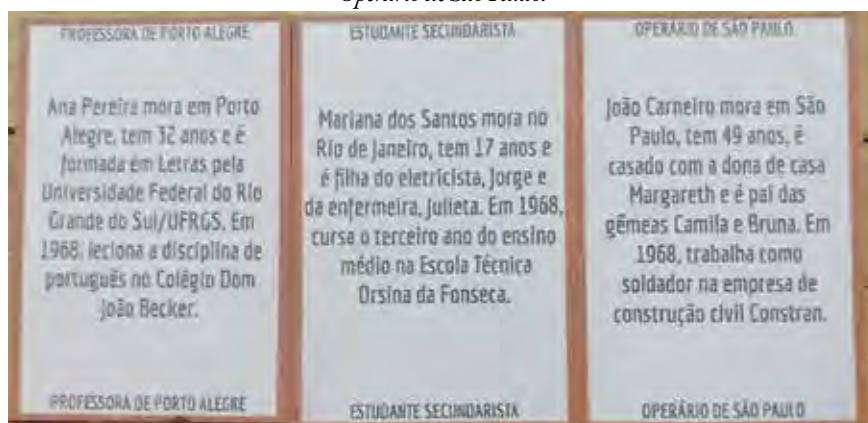 Operário de São Paulo.
PROFESSORA DE PORTO ALEGRE
Ana Pereira mora em Porto
Alegre, tem 32 anos e é
formada em Letras pela
Universidade Federal do Rio
Grande do Sul/UFRGS. Em
1968, leciona a disciplina de
português no Colégio Dom
João Becker.
PROFESSORA DE PORTO ALEGRE
ESTUDANTE SECUNDARISTA
Mariana dos Santos mora no
Rio de Janeiro, tem 17 anos e
é filha do eletricista, Jorge e
da enfermeira, Julieta. Em 1968,
cursa o terceiro ano do ensino
médio na Escola Técnica
Orsina da Fonseca.
ESTUDANTE SECUNDARISTA
OPERÁRIO DE SÃO PAULO
João Carneiro mora em São
Paulo, tem 49 anos, é
casado com a dona de casa
Margareth e é pai das
gêmeas Camila e Bruna. Em
1968, trabalha como
soldador na empresa de
construção civil Constran.
OPERÁRIO DE SÃO PAULO